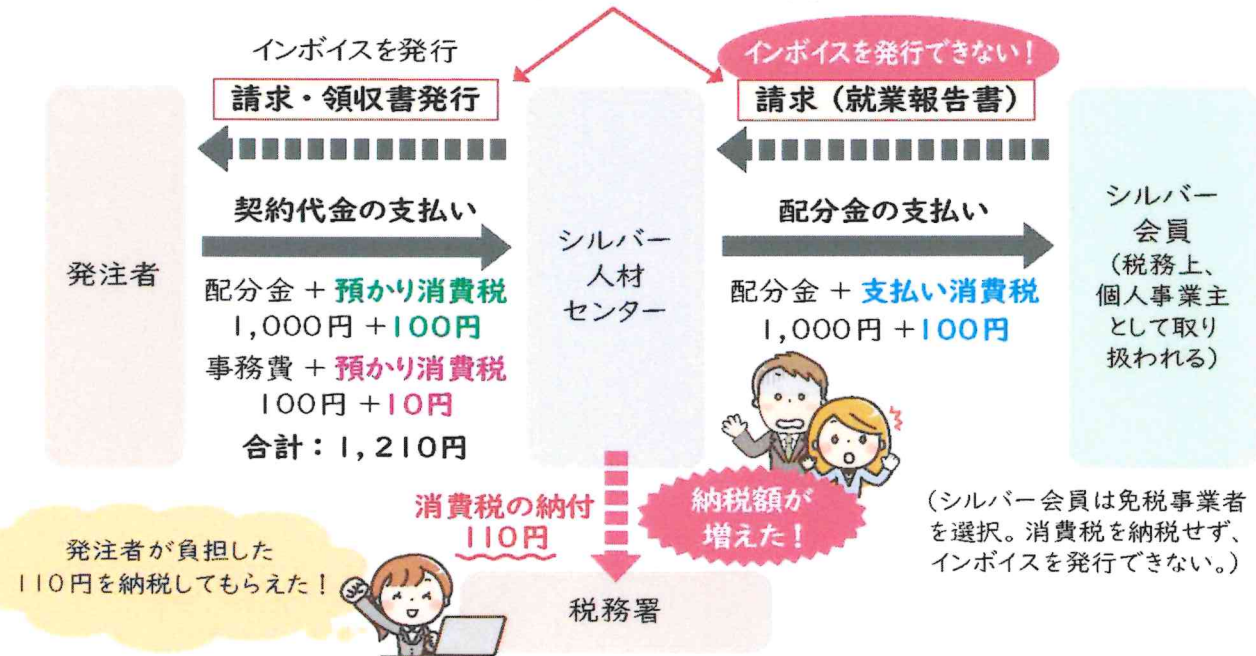 インボイスを発行
請求・領収書発行
インボイスを発行できない！
請求（就業報告書）
発注者
契約代金の支払い
配分金 + 預かり消費税
1,000円 +100円
事務費 + 預かり消費税
100円 +10円
合計：1,210円
シルバー
人材
センター
配分金の支払い
配分金 + 支払い消費税
1,000円 +100円
シルバー
会員
（税務上、
個人事業主
として取り
扱われる）
消費税の納付
110円
納税額が
増えた！
（シルバー会員は免税事業者
を選択。消費税を納税せず、
インボイスを発行できない。）
発注者が負担した
110円を納税してもらえた！
税務署